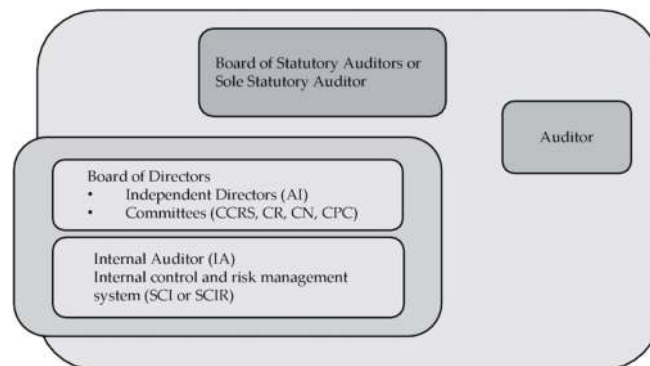 Board of Statutory Auditors or
Sole Statutory Auditor
Auditor
Board of Directors
• Independent Directors (AI)
• Committees (CCRS, CR, CN, CPC)
Internal Auditor (IA)
Internal control and risk management
system (SCI or SCIR)